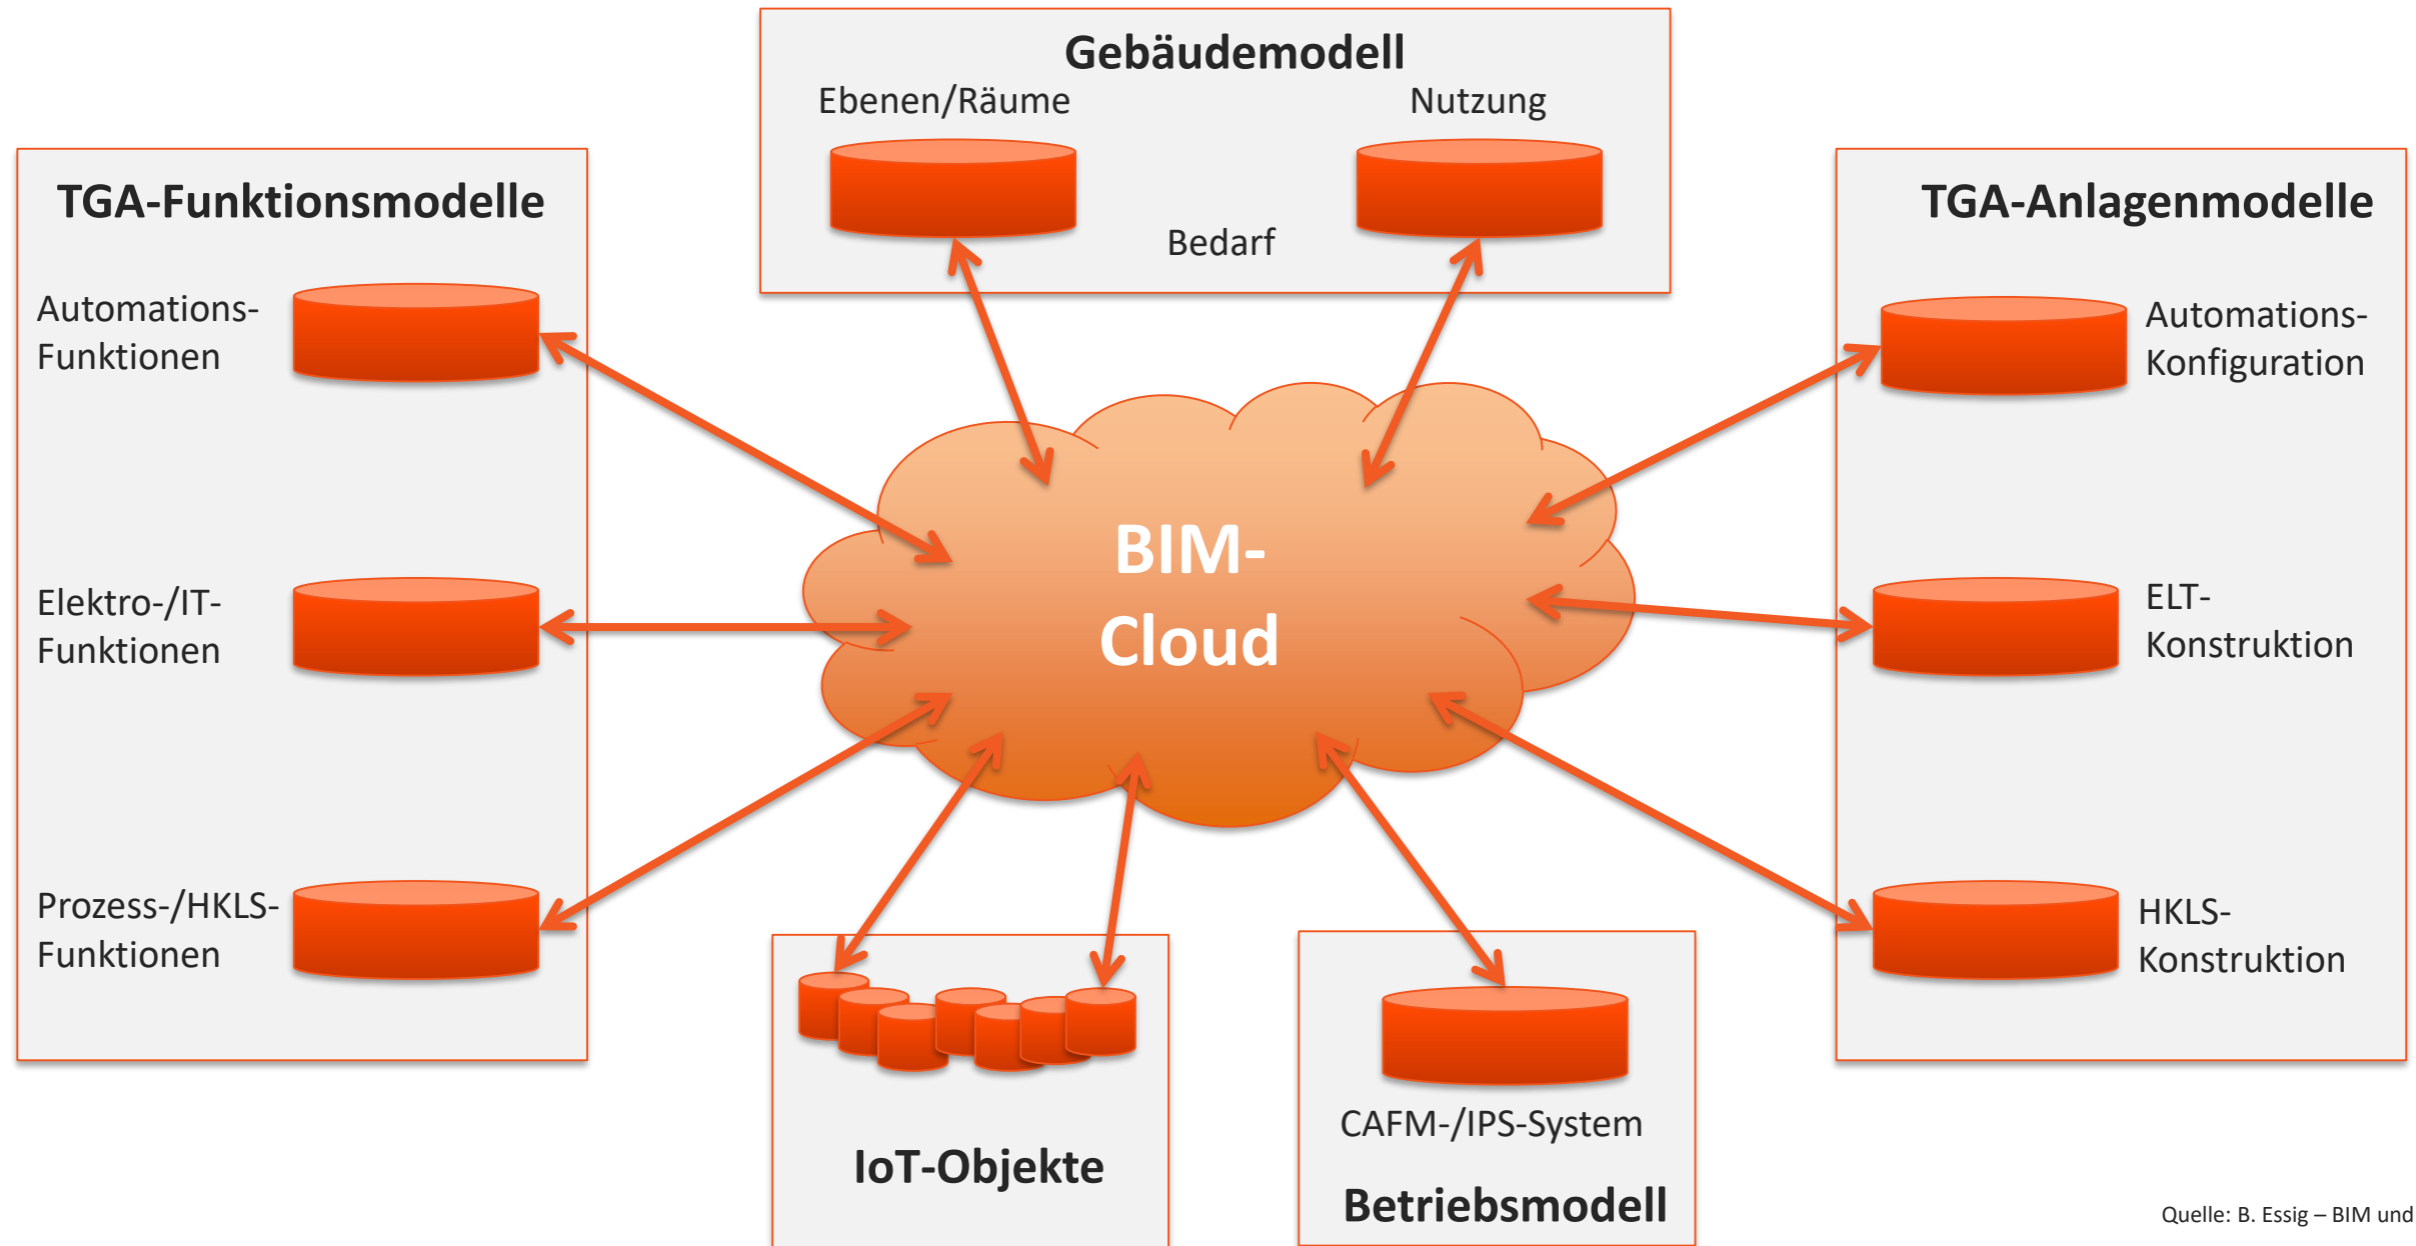 Gebäudemodell
Ebenen/Räume
Nutzung
Bedarf
TGA-Funktionsmodelle
Automations-
Funktionen
Elektro-/IT-
Funktionen
Prozess-/HKLS-
Funktionen
BIM-
Cloud
TGA-Anlagenmodelle
Automations-
Konfiguration
ELT-
Konstruktion
HKLS-
Konstruktion
IoT-Objekte
CAFM-/IPS-System
Betriebsmodell
Quelle: B. Essig – BIM und